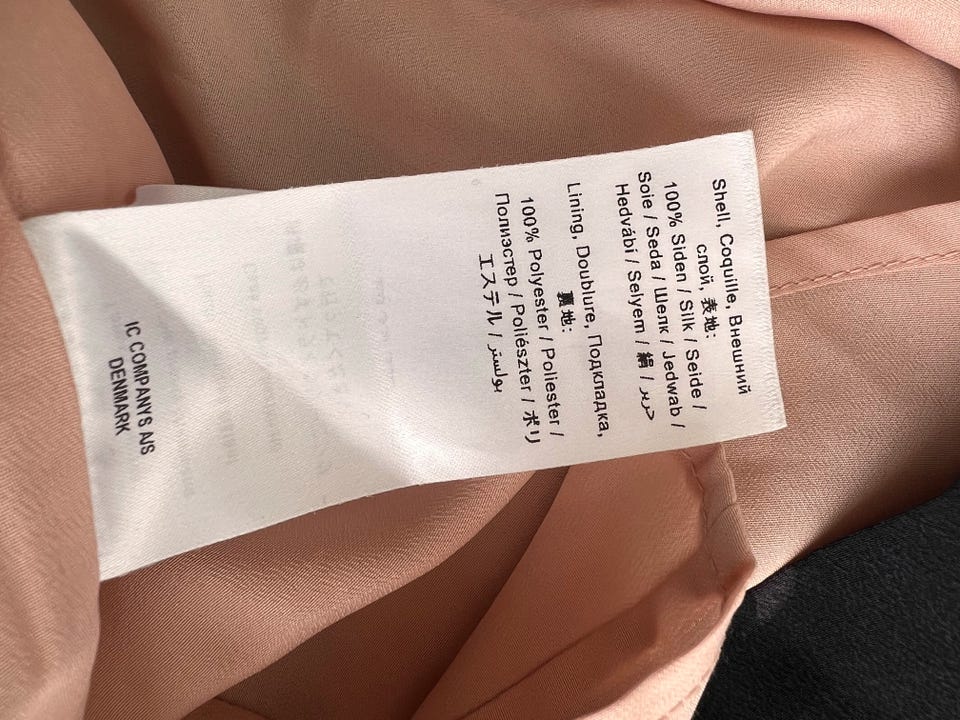 Shell, Coquille, Внешний
слой, 表地:
100% Siden / Silk / Seide /
Soie / Seda / Шелк / Jedwab /
Hedvábí / Selyem / 絹 / حرير
Lining, Doublure, Подкладка,
裏地:
100% Polyester / Poliester /
Полиэстер / Poliészter / ポリ
エステル / بوليستر
IC COMPANYS A/S
DENMARK